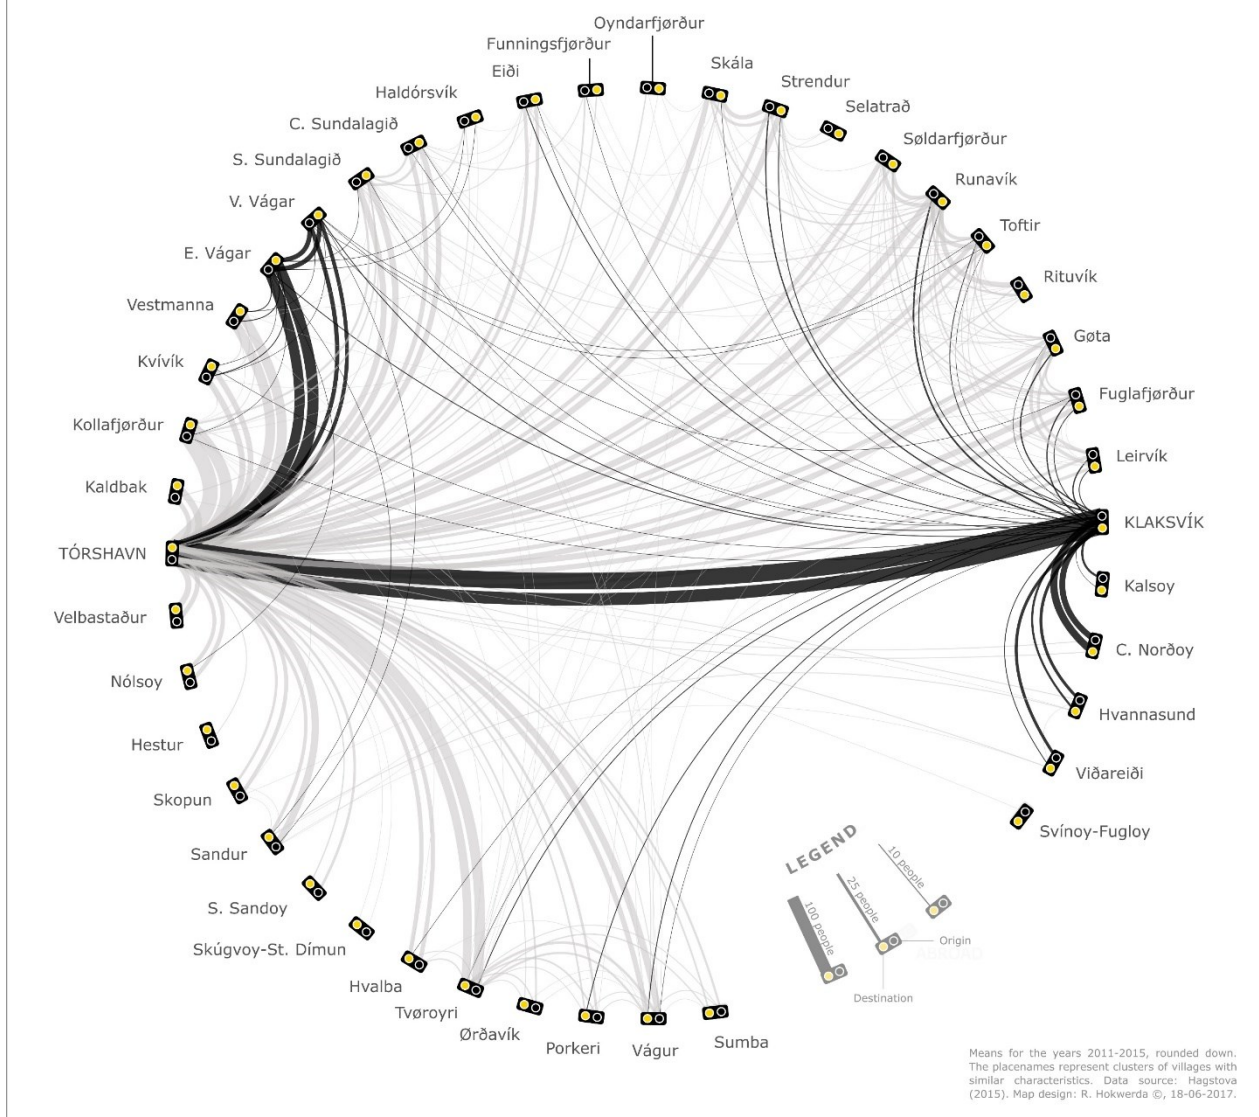 Oyndarfjørður
Funningsfjørður
Eiði
Skála
Strendur
Haldórsvík
Selatrað
C. Sundalagið
Søldarfjørður
S. Sundalagið
Runavík
V. Vágar
Toftir
E. Vágar
Rituvík
Vestmanna
Gøta
Kvívík
Fuglafjørður
Kollafjørður
Leirvík
Kaldbak
KLAKSVÍK
TÓRSHAVN
Kalsoy
Velbastaður
C. Norðoy
Nólsoy
Hvannasund
Hestur
Viðareiði
Skopun
Svínoy-Fugloy
Sandur
S. Sandoy
Skúgvoy-St. Dímun
Hvalba
Tvøroyri
Ørðavík
Porkeri
Vágur
Sumba
LEGEND
10 people
25 people
100 people
Origin
Destination
Means for the years 2011-2015, rounded down.
The placenames represent clusters of villages with
similar characteristics. Data source: Hagstova
(2015). Map design: R. Hokwerda ©, 18-06-2017.